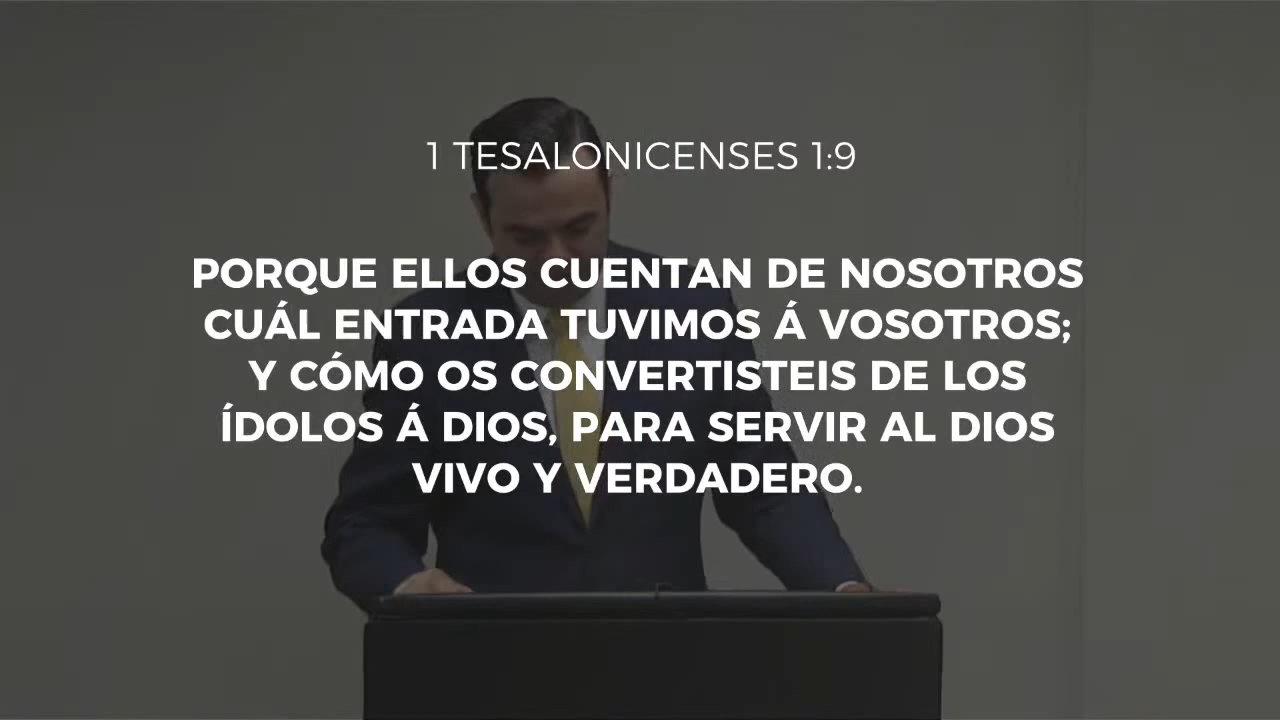 1 TESALONICENSES 1:9
PORQUE ELLOS CUENTAN DE NOSOTROS
CUÁL ENTRADA TUVIMOS Á VOSOTROS;
Y CÓMO OS CONVERTISTEIS DE LOS
ÍDOLOS Á DIOS, PARA SERVIR AL DIOS
VIVO Y VERDADERO.